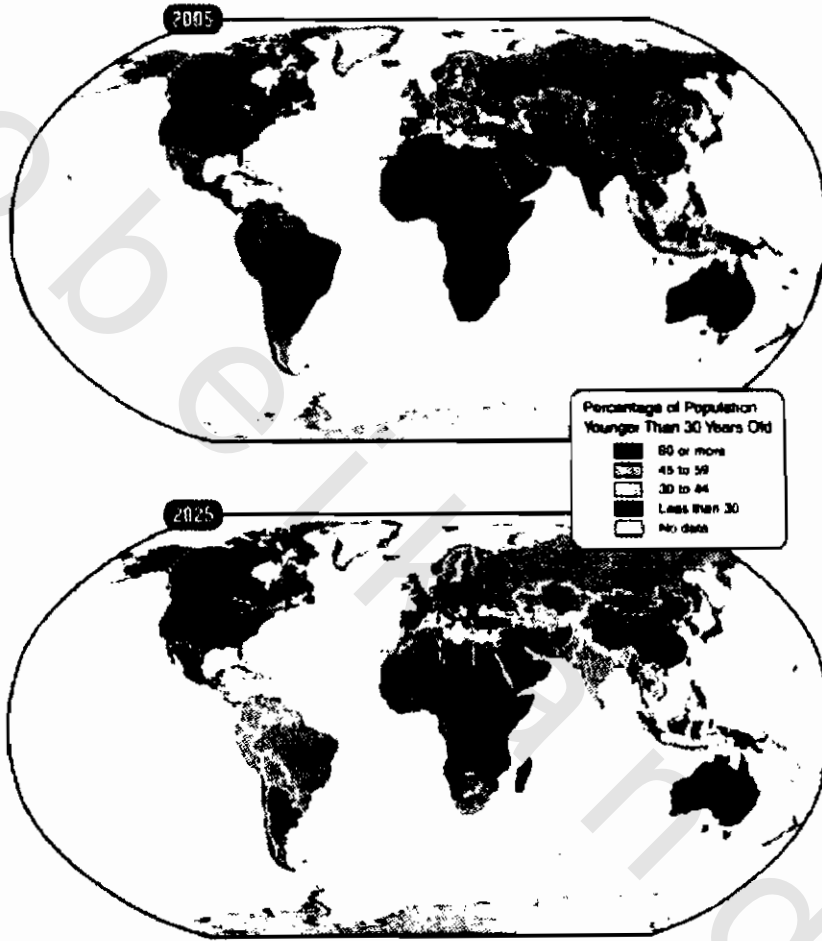 2005
Percentage of Population
Younger Than 30 Years Old
60 or more
45 to 59
30 to 44
Less than 30
No data
2025